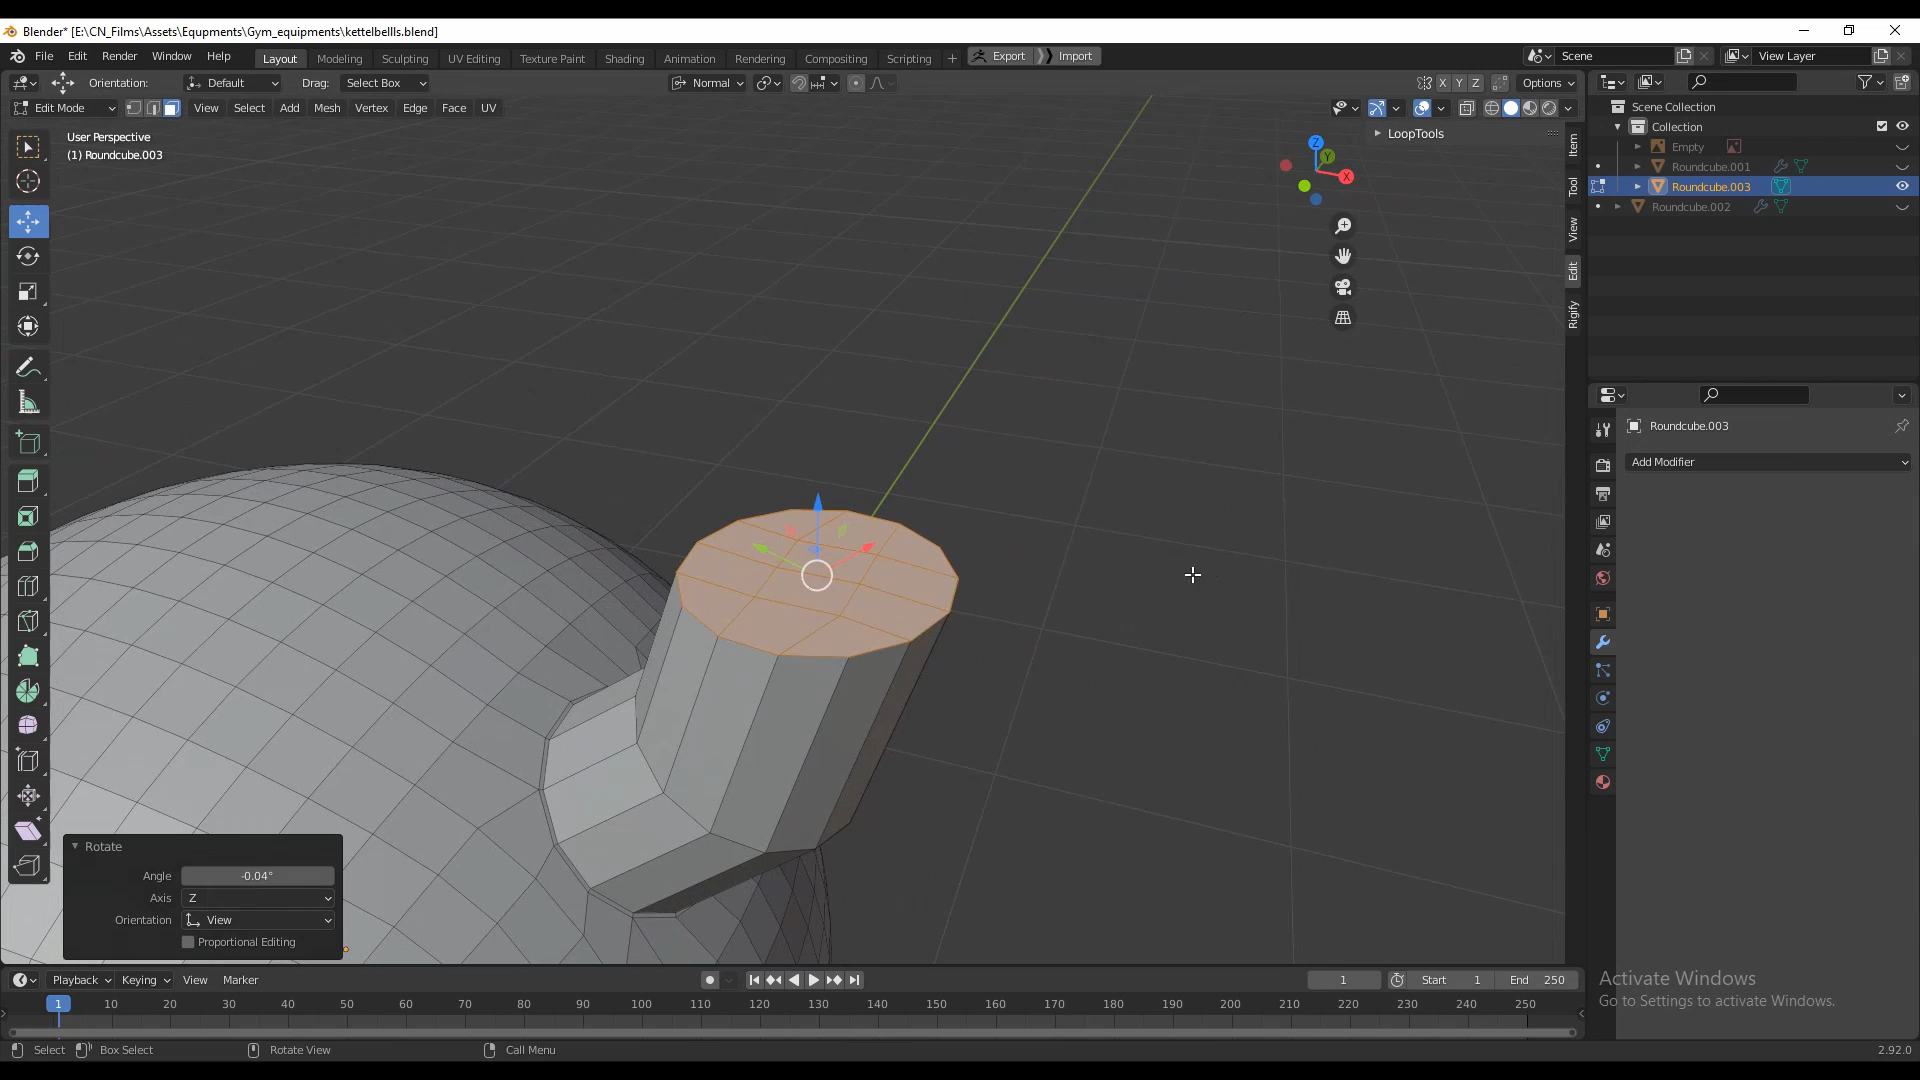 Blender* [E:\CN_Films\Assets\Equpments\Gym_equipments\kettelbellls.blend]
File Edit Render Window Help Layout Modeling Sculpting UV Editing Texture Paint Shading Animation Rendering Compositing Scripting + Export Import Scene View Layer
Orientation: Default Drag: Select Box Normal X Y Z Options
Edit Mode View Select Add Mesh Vertex Edge Face UV
User Perspective
(1) Roundcube.003
LoopTools
Z
Y
X
Item
Tool
View
Edit
Rigify
Scene Collection
Collection
Empty
Roundcube.001
Roundcube.003
Roundcube.002
Roundcube.003
Add Modifier
Rotate
Angle -0.04°
Axis Z
Orientation View
Proportional Editing
Playback Keying View Marker 1 Start 1 End 250
1 10 20 30 40 50 60 70 80 90 100 110 120 130 140 150 160 170 180 190 200 210 220 230 240 250
Activate Windows
Go to Settings to activate Windows.
Select Box Select Rotate View Call Menu 2.92.0